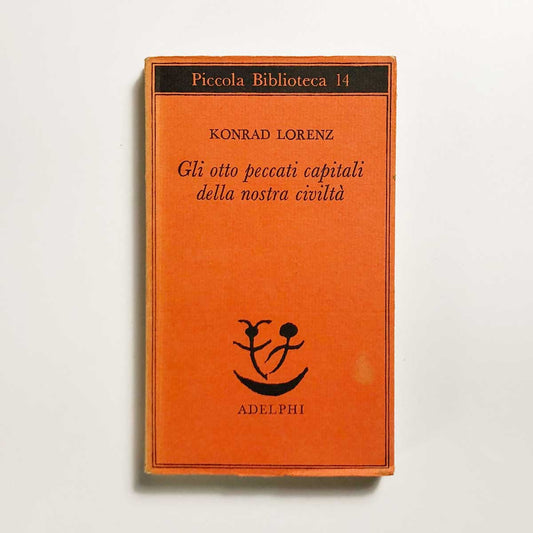 Piccola Biblioteca 14
KONRAD LORENZ
Gli otto peccati capitali
della nostra civiltà
ADELPHI